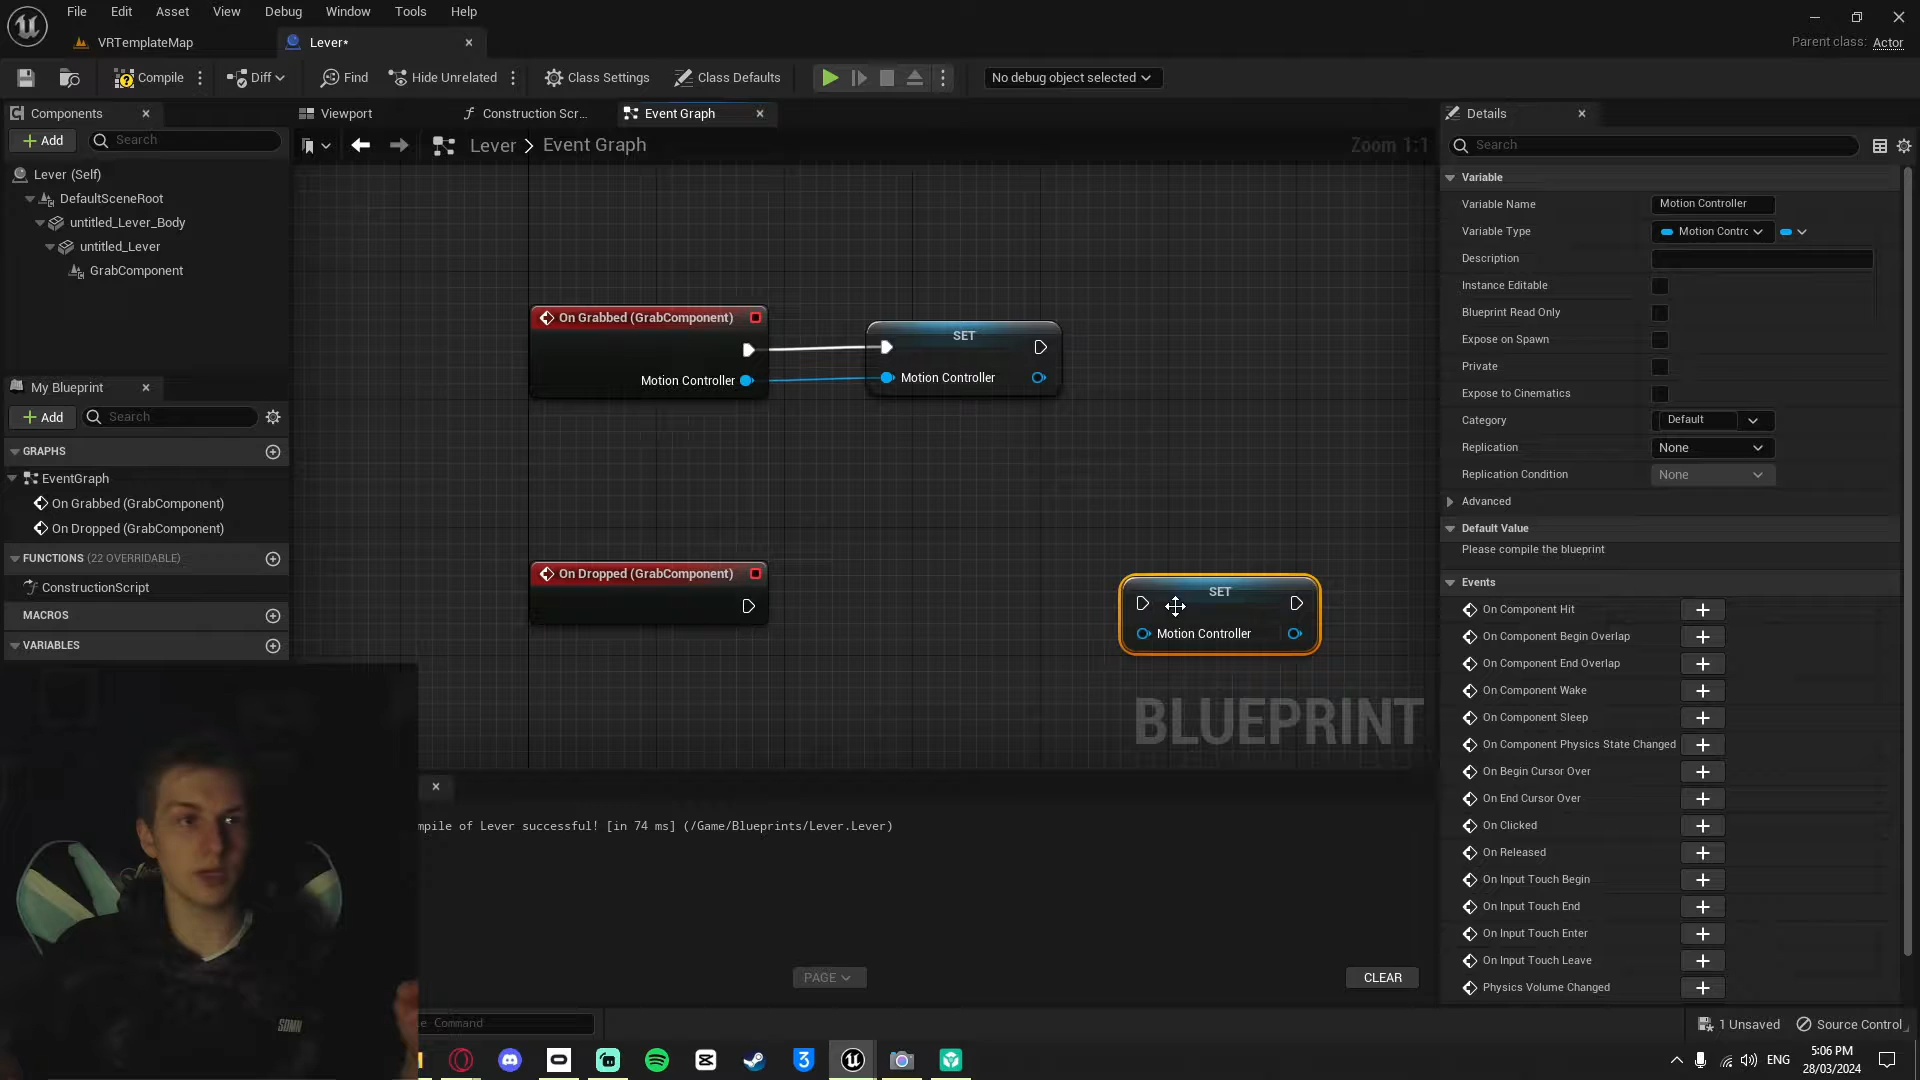 File Edit Asset View Debug Window Tools Help
VRTemplateMap
Lever*
Parent class: Actor
Compile Diff Find Hide Unrelated Class Settings Class Defaults No debug object selected
Components
Viewport
Construction Scr...
Event Graph
Details
Add Search
Lever Event Graph
Zoom 1:1
Search
Lever (Self)
DefaultSceneRoot
untitled_Lever_Body
untitled_Lever
GrabComponent
My Blueprint
Add Search
GRAPHS
EventGraph
On Grabbed (GrabComponent)
On Dropped (GrabComponent)
FUNCTIONS (22 OVERRIDABLE)
ConstructionScript
MACROS
VARIABLES
On Grabbed (GrabComponent)
Motion Controller
SET
Motion Controller
On Dropped (GrabComponent)
SET
Motion Controller
BLUEPRINT
Variable
Variable Name Motion Controller
Variable Type Motion Contrc
Description
Instance Editable
Blueprint Read Only
Expose on Spawn
Private
Expose to Cinematics
Category Default
Replication None
Replication Condition None
Advanced
Default Value
Please compile the blueprint
Events
On Component Hit
On Component Begin Overlap
On Component End Overlap
On Component Wake
On Component Sleep
On Component Physics State Changed
On Begin Cursor Over
On End Cursor Over
On Clicked
On Released
On Input Touch Begin
On Input Touch End
On Input Touch Enter
On Input Touch Leave
Physics Volume Changed
mpile of Lever successful! [in 74 ms] (/Game/Blueprints/Lever.Lever)
PAGE
CLEAR
e Command
1 Unsaved Source Control
SDMN
3
ENG
5:06 PM
28/03/2024